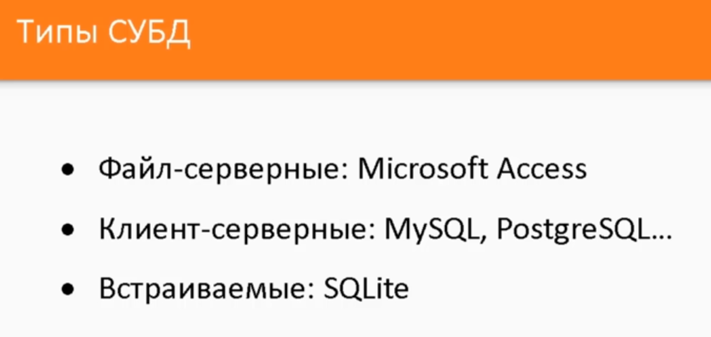 Типы СУБД
• Файл-серверные: Microsoft Access
• Клиент-серверные: MySQL, PostgreSQL...
• Встраиваемые: SQLite